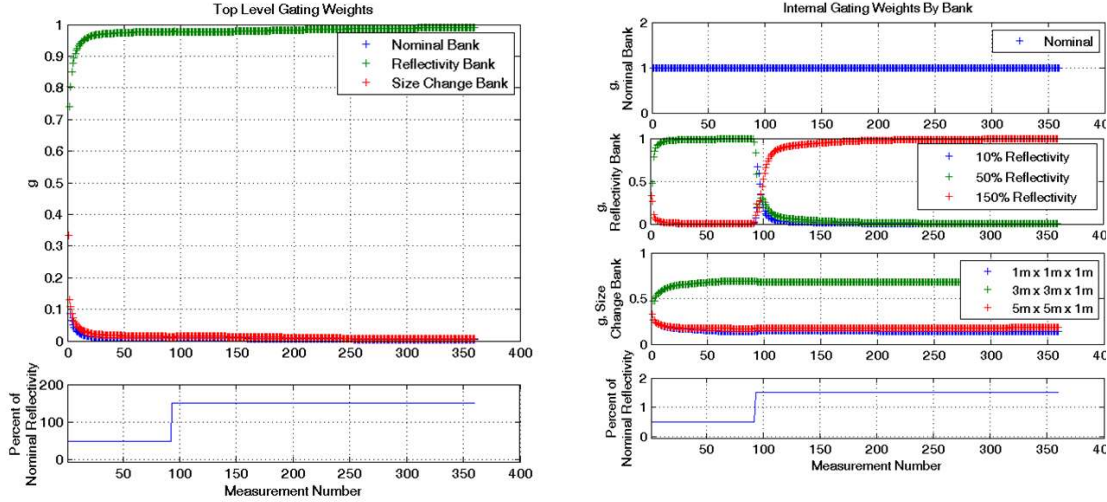 Top Level Gating Weights
1
0.9
0.8
0.7
0.6
0.5
0.4
0.3
0.2
0.1
0
g
Nominal Bank
Reflectivity Bank
Size Change Bank
0 50 100 150 200 250 300 350 400
200
100
0
Percent of
Nominal Reflectivity
50 100 150 200 250 300 350 400
Measurement Number
Internal Gating Weights By Bank
2
1
0
g,
Nominal Bank
Nominal
0 50 100 150 200 250 300 350 400
1
0.5
0
g,
Reflectivity Bank
10% Reflectivity
50% Reflectivity
150% Reflectivity
0 50 100 150 200 250 300 350 400
1
0.5
0
g, Size
Change Bank
1m x 1m x 1m
3m x 3m x 1m
5m x 5m x 1m
0 50 100 150 200 250 300 350 400
2
1
0
Percent of
Nominal Reflectivity
0 50 100 150 200 250 300 350 400
Measurement Number